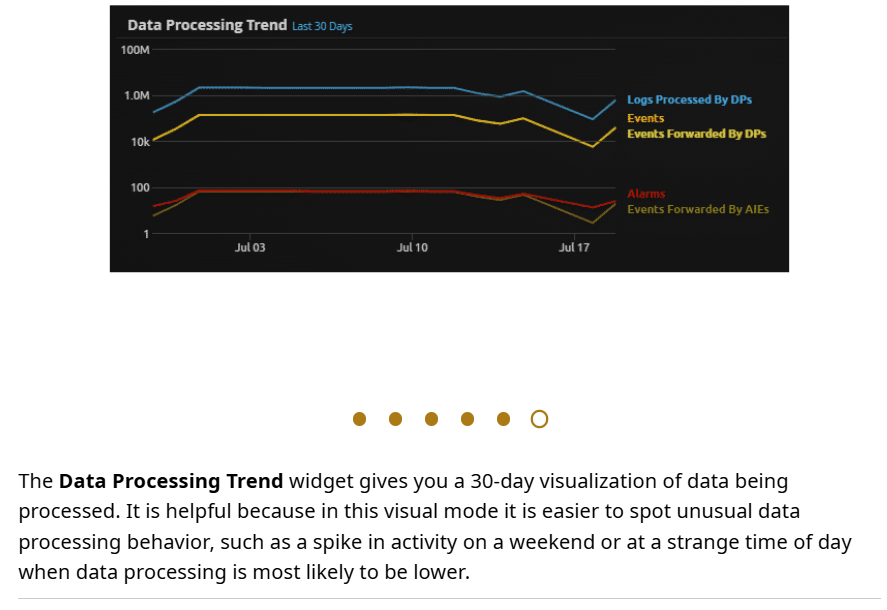 Data Processing Trend Last 30 Days
100M
1.0M
10k
100
1
Jul 03 Jul 10 Jul 17
Logs Processed By DPs
Events
Events Forwarded By DPs
Alarms
Events Forwarded By AIEs
The Data Processing Trend widget gives you a 30-day visualization of data being
processed. It is helpful because in this visual mode it is easier to spot unusual data
processing behavior, such as a spike in activity on a weekend or at a strange time of day
when data processing is most likely to be lower.